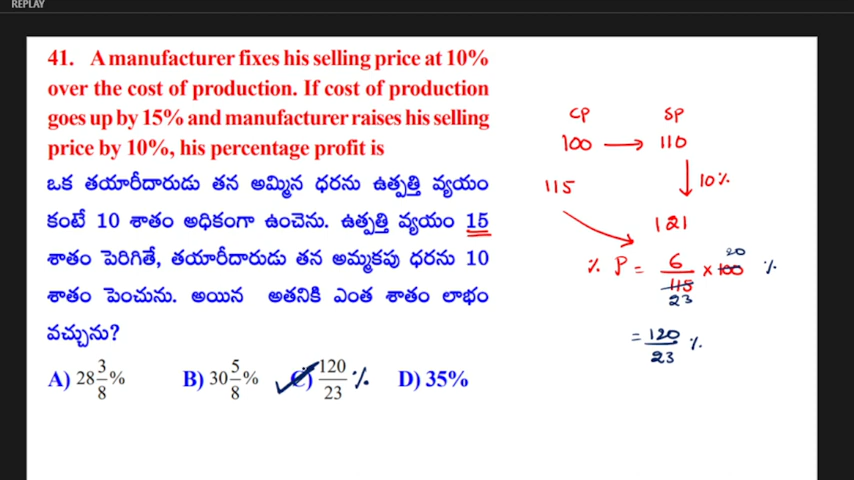 REPLAY
41. A manufacturer fixes his selling price at 10%
over the cost of production. If cost of production
goes up by 15% and manufacturer raises his selling
price by 10%, his percentage profit is
ఒక తయారీదారుడు తన అమ్మిన ధరను ఉత్పత్తి వ్యయం
కంటే 10 శాతం అధికంగా ఉంచెను. ఉత్పత్తి వ్యయం 15
శాతం పెరిగితే, తయారీదారుడు తన అమ్మకపు ధరను 10
శాతం పెంచును. అయిన అతనికి ఎంత శాతం లాభం
వచ్చును?
A) 28 3/8% B) 30 5/8% C) 120/23 % D) 35%
CP SP
100 → 110
115 10%
121
% P = 6/115 × 100 %
23 20
= 120/23 %